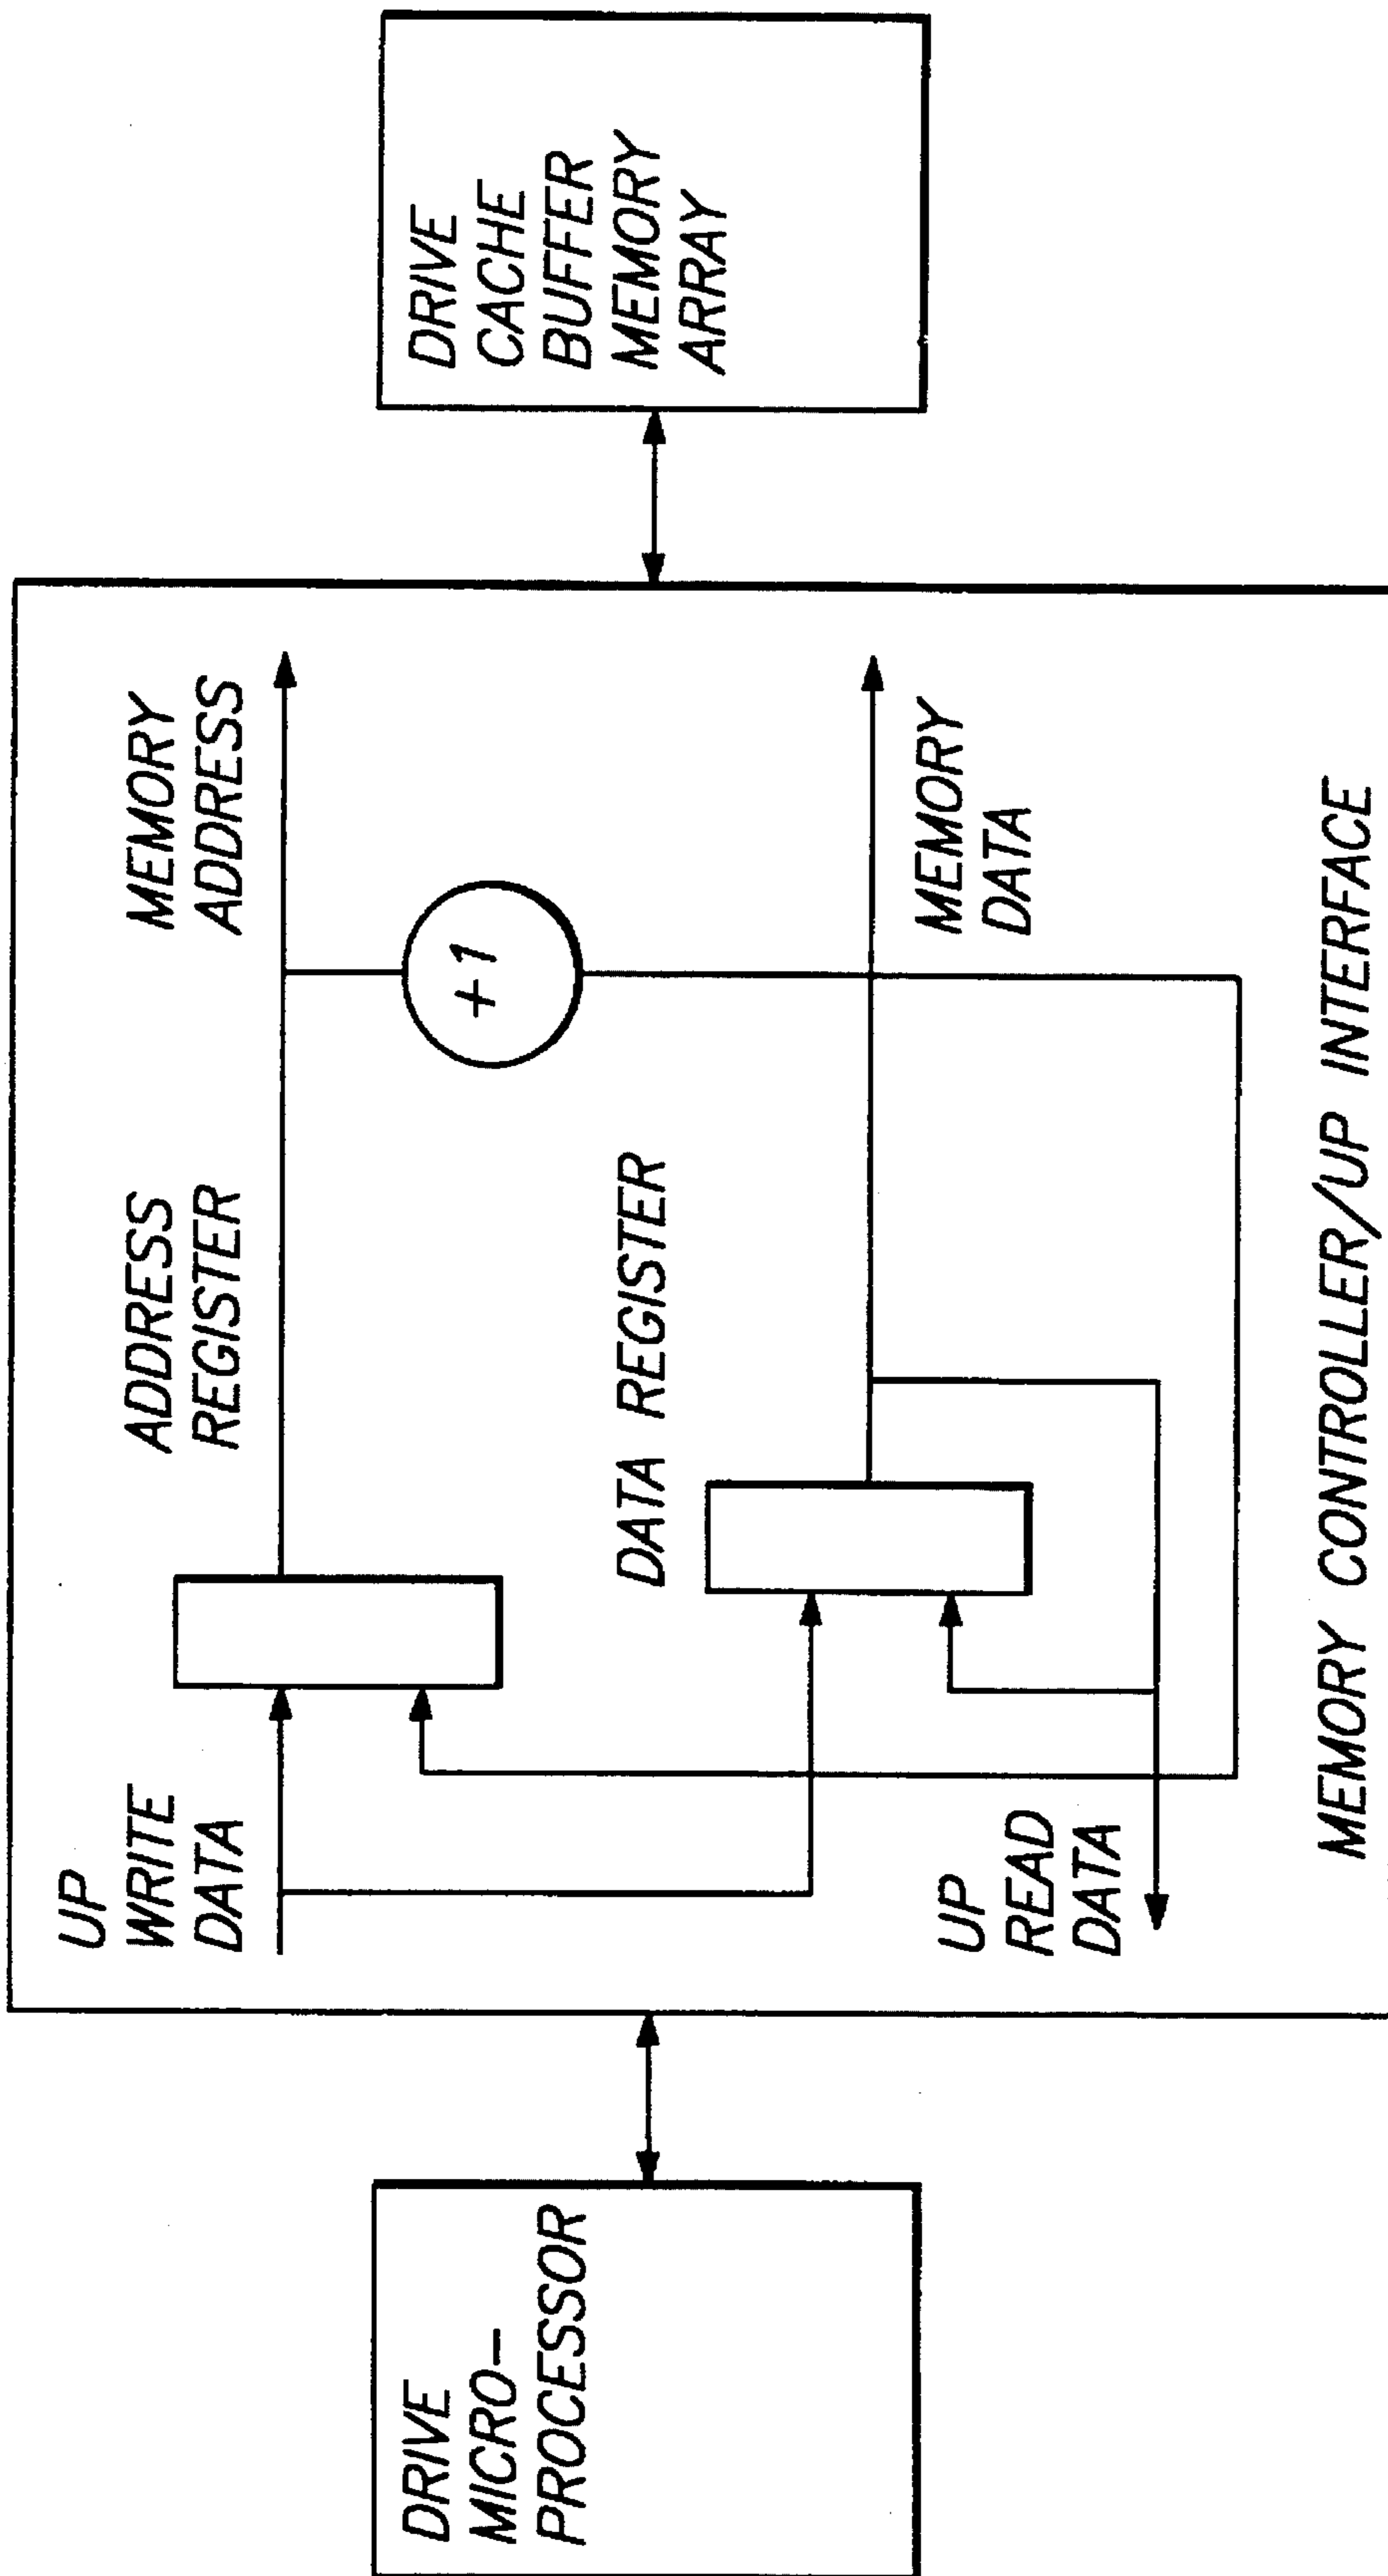 DRIVE
MICRO-
PROCESSOR
UP
WRITE
DATA
ADDRESS
REGISTER
MEMORY
ADDRESS
+1
DATA REGISTER
MEMORY
DATA
UP
READ
DATA
MEMORY CONTROLLER/UP INTERFACE
DRIVE
CACHE
BUFFER
MEMORY
ARRAY